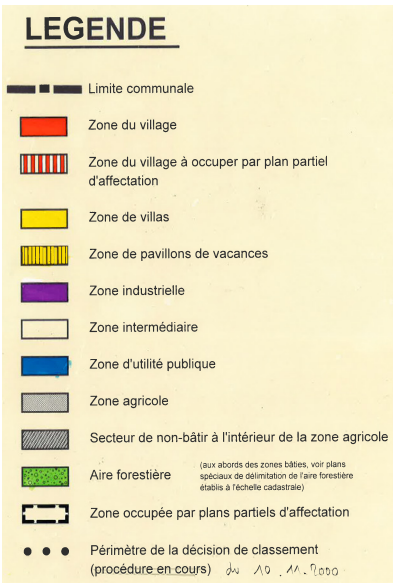 LEGENDE
Limite communale
Zone du village
Zone du village à occuper par plan partiel
d'affectation
Zone de villas
Zone de pavillons de vacances
Zone industrielle
Zone intermédiaire
Zone d'utilité publique
Zone agricole
Secteur de non-bâtir à l'intérieur de la zone agricole
Aire forestière
(aux abords des zones bâties, voir plans
spéciaux de délimitation de l'aire forestière
établis à l'échelle cadastrale)
Zone occupée par plans partiels d'affectation
Périmètre de la décision de classement
(procédure en cours) du 10.11.2000